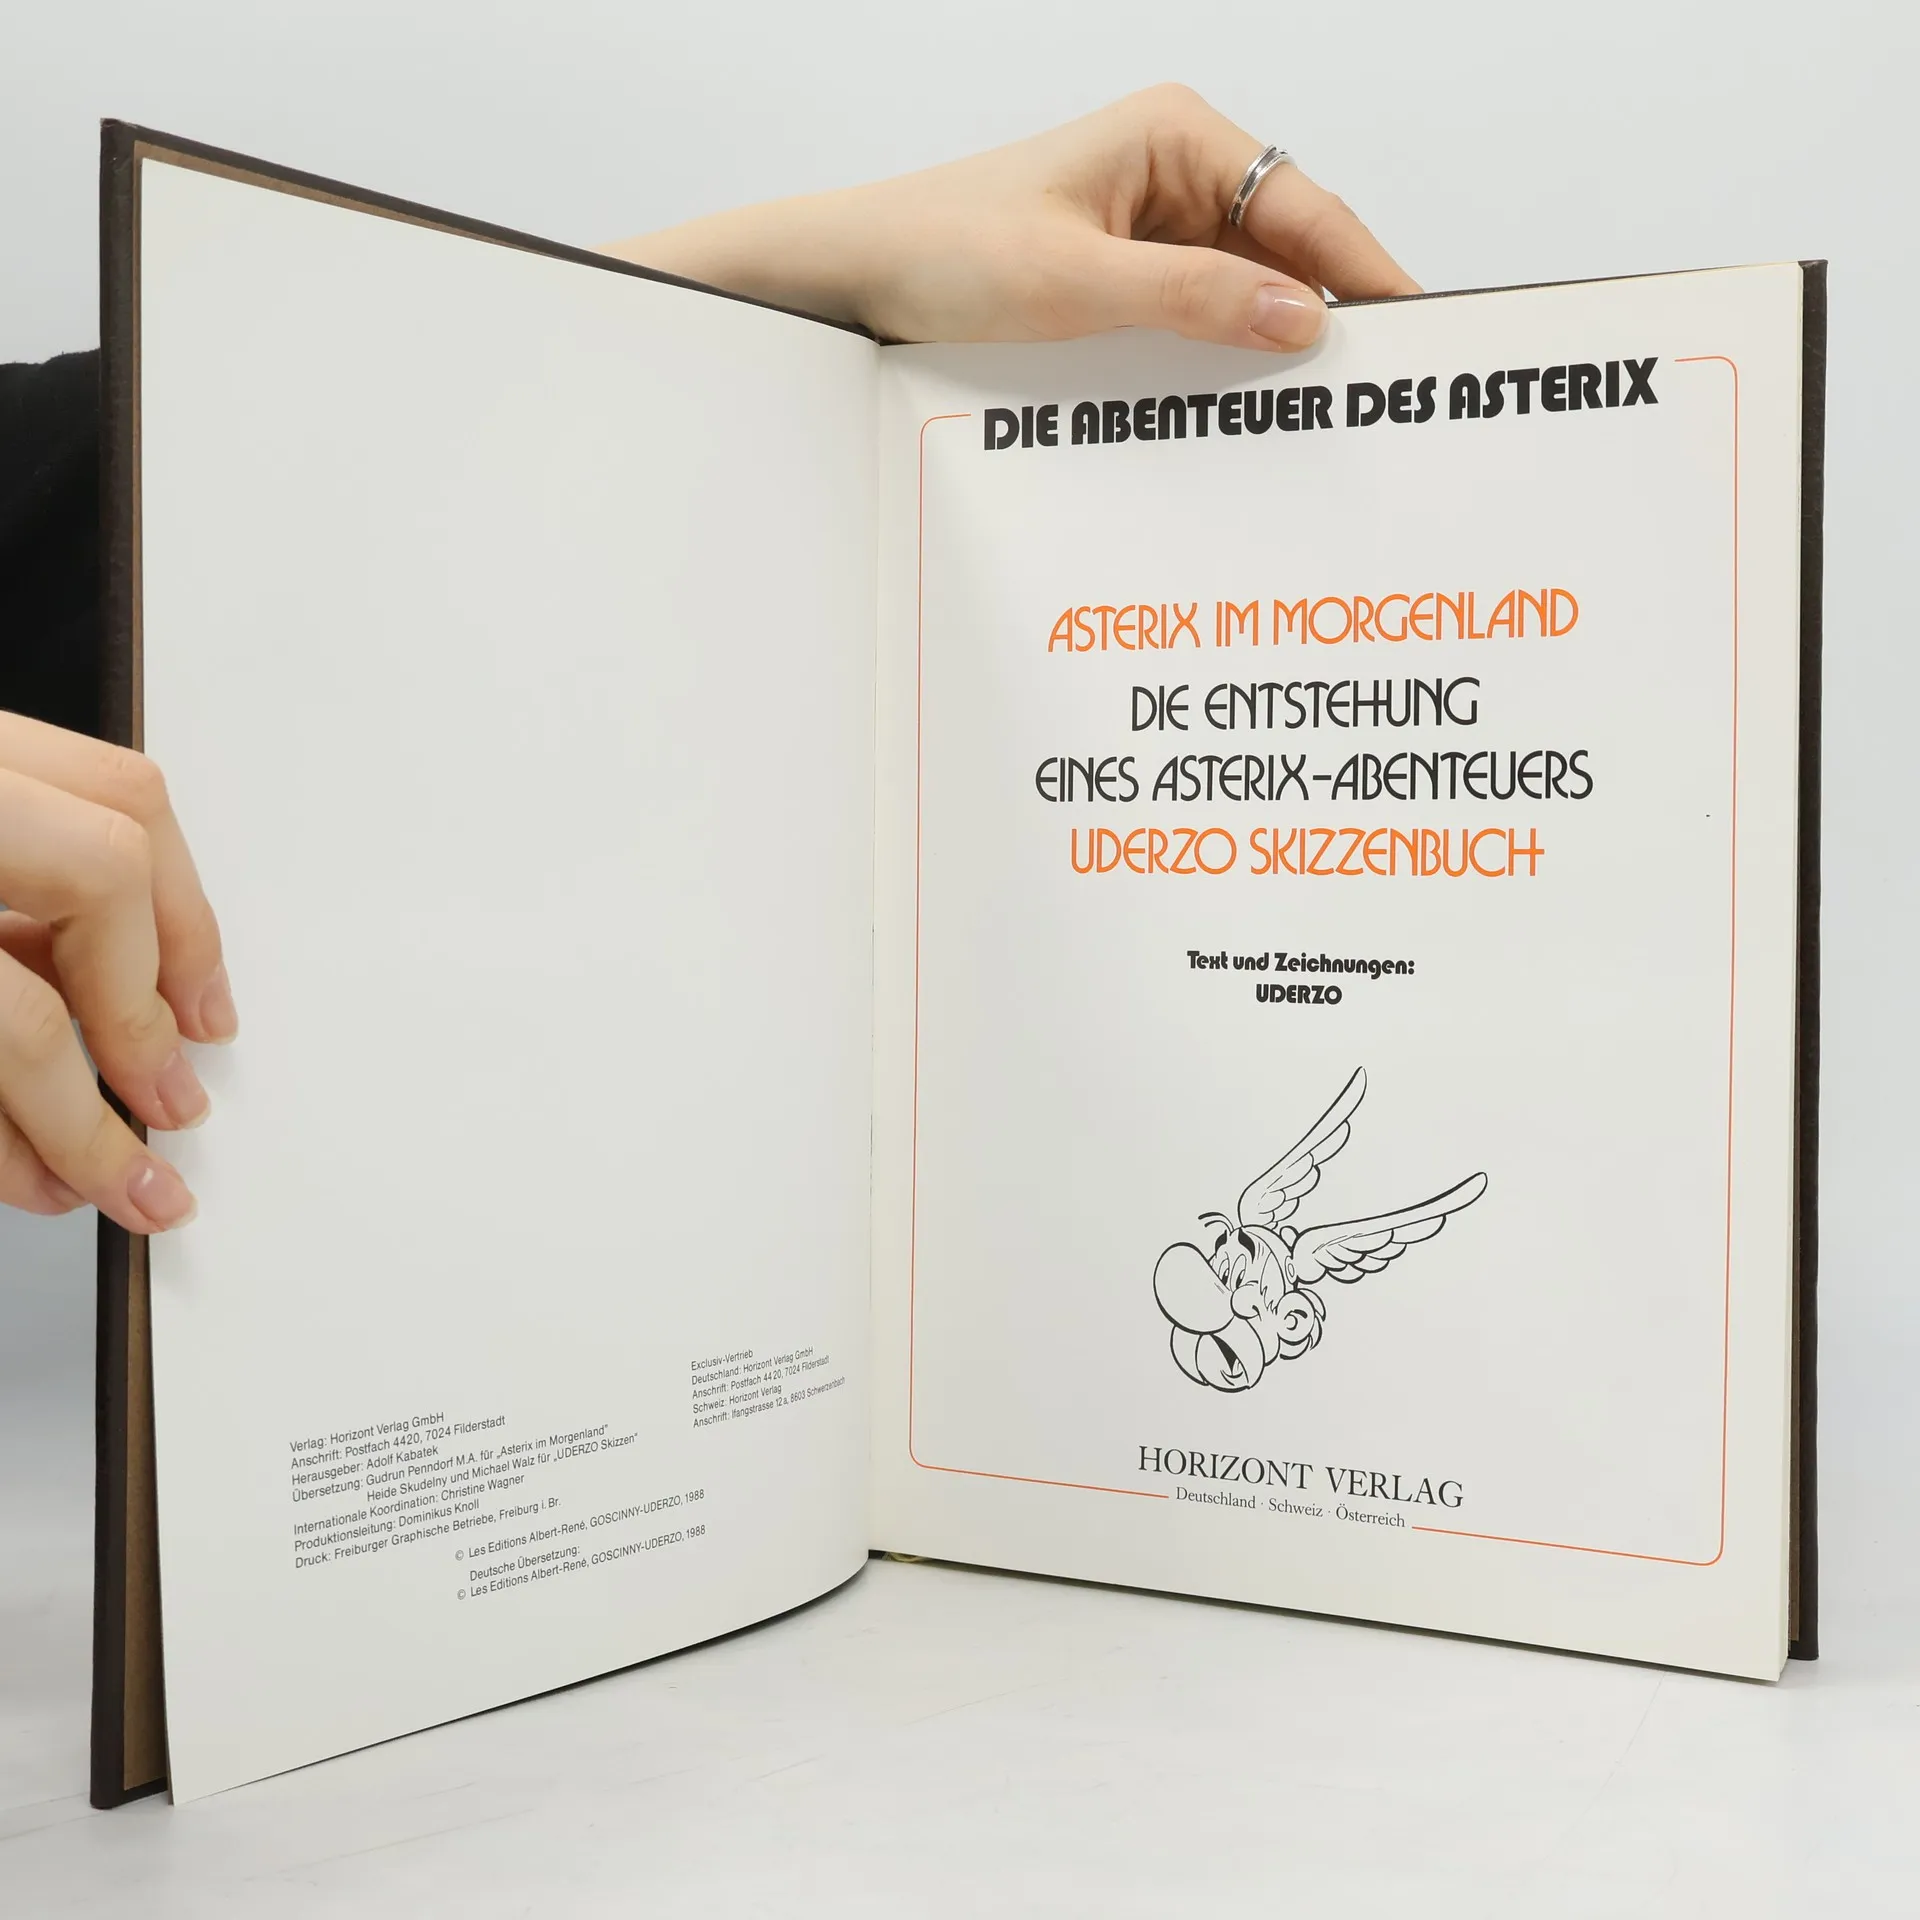 Exclusiv-Vertrieb
Deutschland: Horizont Verlag GmbH
Anschrift: Postfach 44 20, 7024 Filderstadt
Schweiz: Horizont Verlag
Anschrift: Ifangstrasse 12 a, 8603 Schwerzenbach
Verlag: Horizont Verlag GmbH
Anschrift: Postfach 4420, 7024 Filderstadt
Herausgeber: Adolf Kabatek
Übersetzung: Gudrun Penndorf M.A. für „Asterix im Morgenland"
Heide Skudelny und Michael Walz für „UDERZO Skizzen"
Internationale Koordination: Christine Wagner
Produktionsleitung: Dominikus Knoll
Druck: Freiburger Graphische Betriebe, Freiburg i. Br.
© Les Editions Albert-René, GOSCINNY-UDERZO, 1988
Deutsche Übersetzung:
© Les Editions Albert-René, GOSCINNY-UDERZO, 1988
DIE ABENTEUER DES ASTERIX
ASTERIX IM MORGENLAND
DIE ENTSTEHUNG
EINES ASTERIX-ABENTEUERS
UDERZO SKIZZENBUCH
Text und Zeichnungen:
UDERZO
HORIZONT VERLAG
Deutschland · Schweiz · Österreich